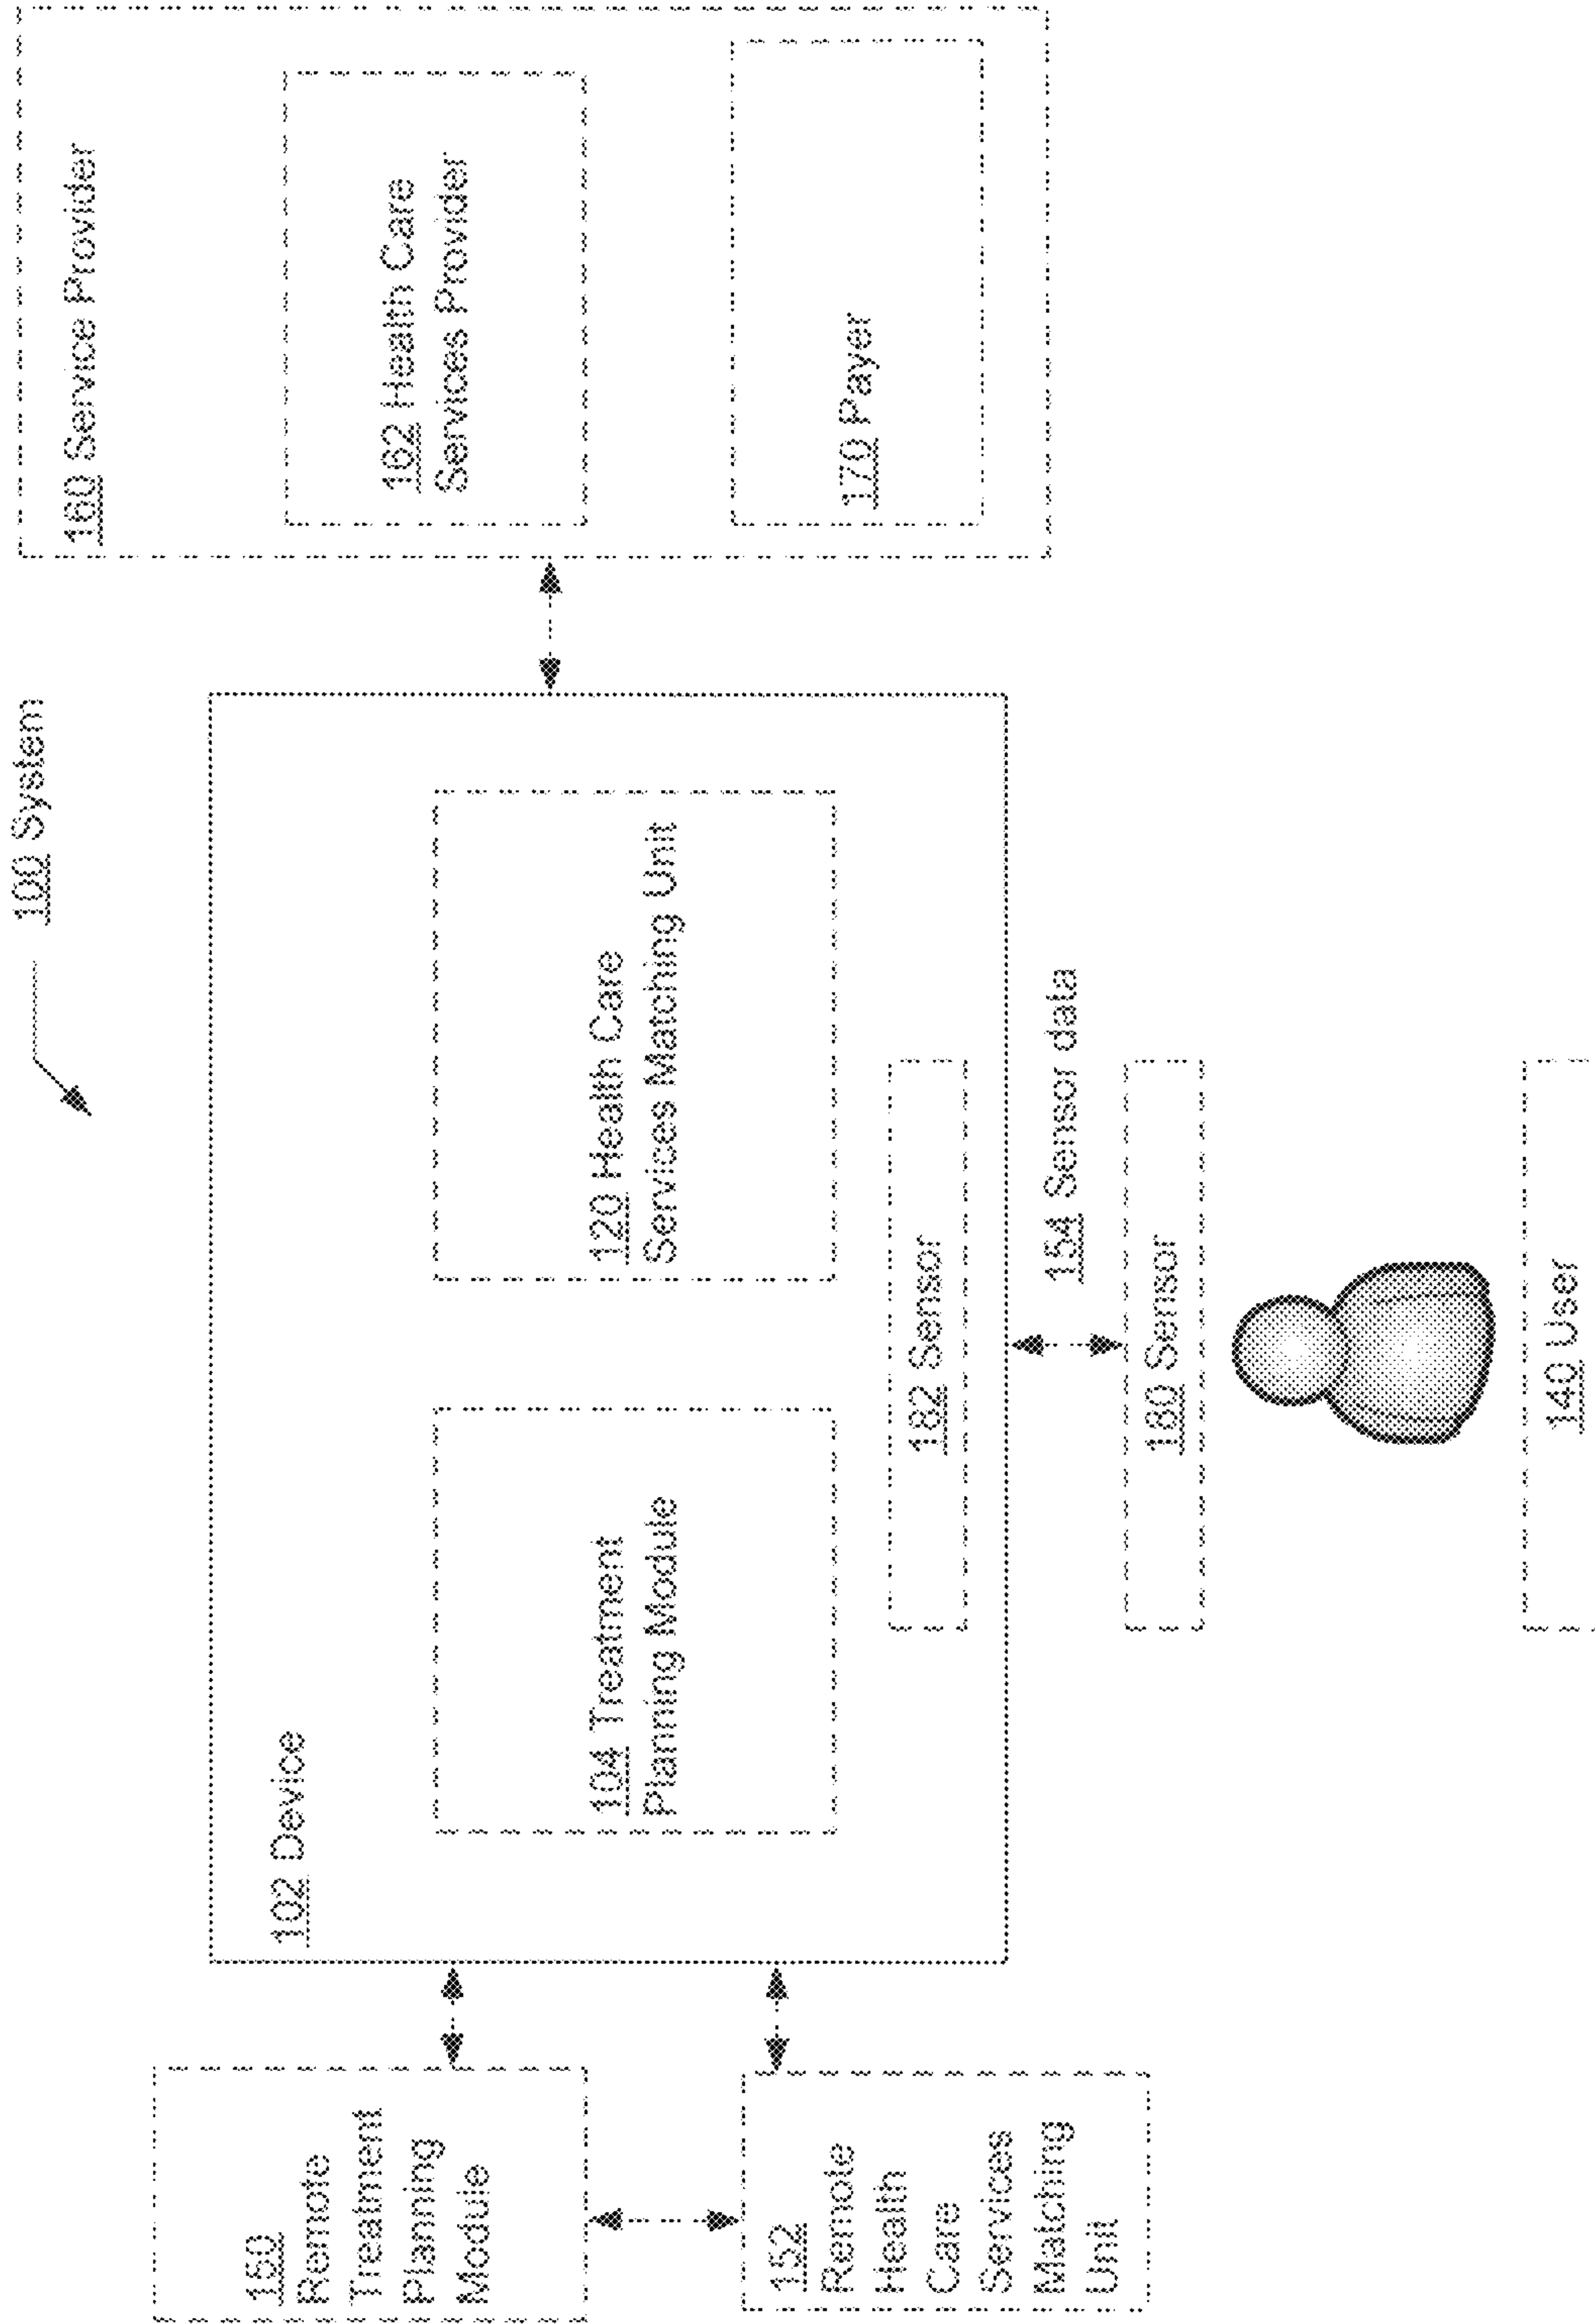 100 System
150
Remote
Treatment
Planning
Module
152
Remote
Health
Care
Services
Matching
Unit
102 Device
104 Treatment
Planning Module
120 Health Care
Services Matching Unit
182 Sensor
154 Sensor data
180 Sensor
140 User
160 Service Provider
162 Health Care
Services Provider
170 Payer